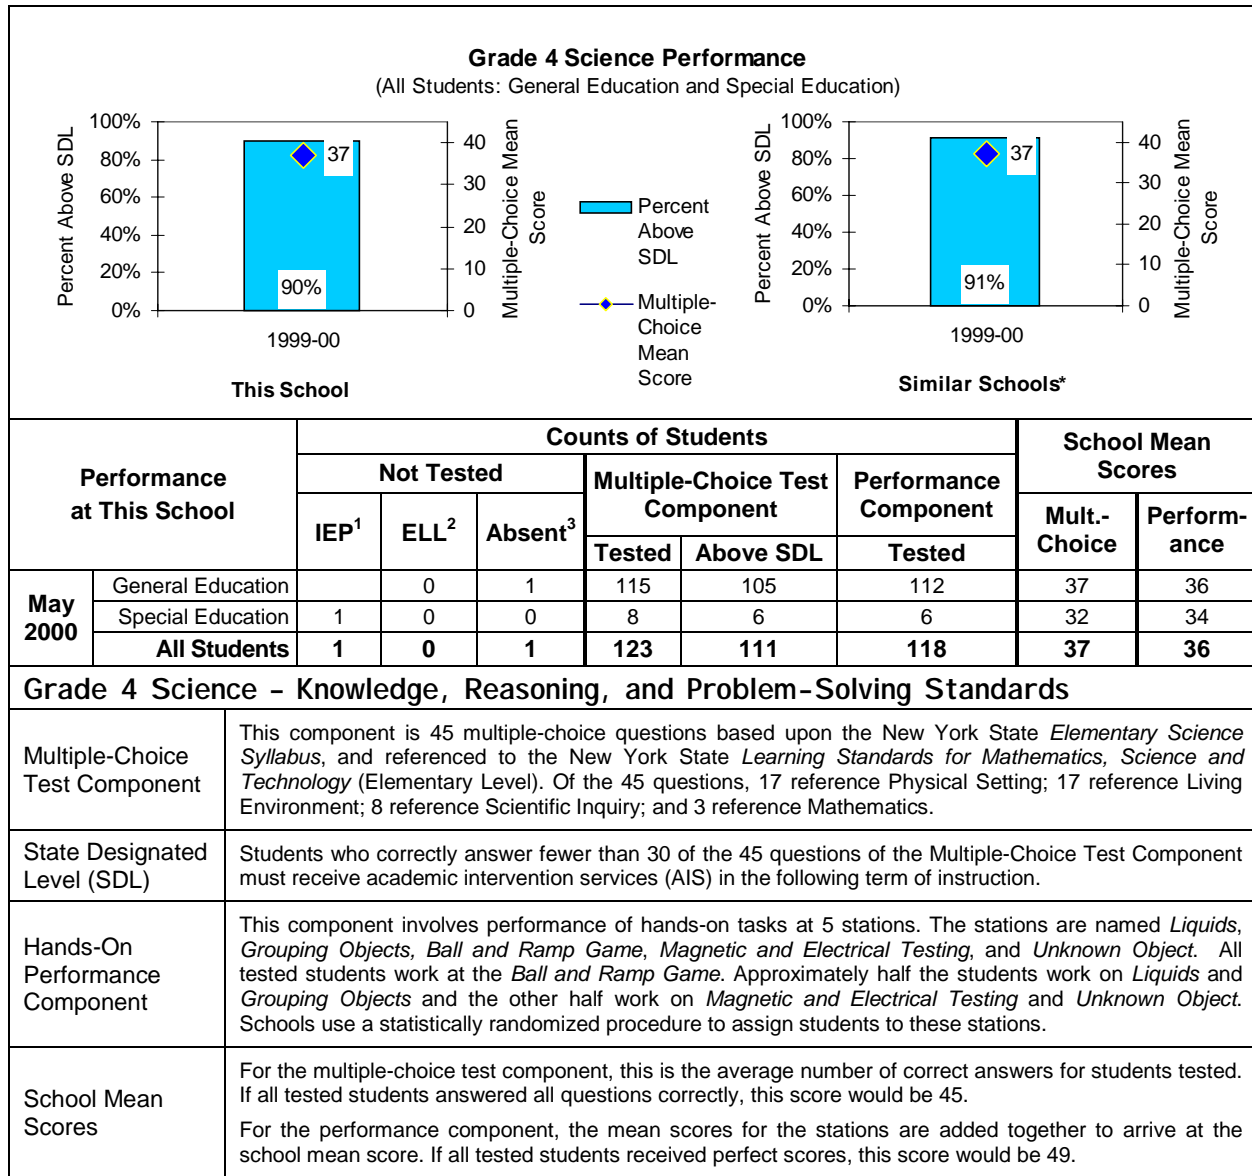 Grade 4 Science Performance
(All Students: General Education and Special Education)
Percent Above SDL
100%
80%
60%
40%
20%
0%
37
90%
40
30
20
10
0
Multiple-Choice Mean
Score
1999-00
This School
Percent
Above
SDL
Multiple-
Choice
Mean
Score
Percent Above SDL
100%
80%
60%
40%
20%
0%
37
91%
40
30
20
10
0
Multiple-Choice Mean
Score
1999-00
Similar Schools*
Performance
at This School
Counts of Students
School Mean
Scores
Not Tested
Multiple-Choice Test
Component
Performance
Component
IEP1 ELL2 Absent3
Mult.-
Choice
Perform-
ance
Tested Above SDL Tested
May
2000
General Education 0 1 115 105 112 37 36
Special Education 1 0 0 8 6 6 32 34
All Students 1 0 1 123 111 118 37 36
Grade 4 Science – Knowledge, Reasoning, and Problem-Solving Standards
Multiple-Choice
Test Component
This component is 45 multiple-choice questions based upon the New York State Elementary Science
Syllabus, and referenced to the New York State Learning Standards for Mathematics, Science and
Technology (Elementary Level). Of the 45 questions, 17 reference Physical Setting; 17 reference Living
Environment; 8 reference Scientific Inquiry; and 3 reference Mathematics.
State Designated
Level (SDL)
Students who correctly answer fewer than 30 of the 45 questions of the Multiple-Choice Test Component
must receive academic intervention services (AIS) in the following term of instruction.
Hands-On
Performance
Component
This component involves performance of hands-on tasks at 5 stations. The stations are named Liquids,
Grouping Objects, Ball and Ramp Game, Magnetic and Electrical Testing, and Unknown Object. All
tested students work at the Ball and Ramp Game. Approximately half the students work on Liquids and
Grouping Objects and the other half work on Magnetic and Electrical Testing and Unknown Object.
Schools use a statistically randomized procedure to assign students to these stations.
School Mean
Scores
For the multiple-choice test component, this is the average number of correct answers for students tested.
If all tested students answered all questions correctly, this score would be 45.
For the performance component, the mean scores for the stations are added together to arrive at the
school mean score. If all tested students received perfect scores, this score would be 49.